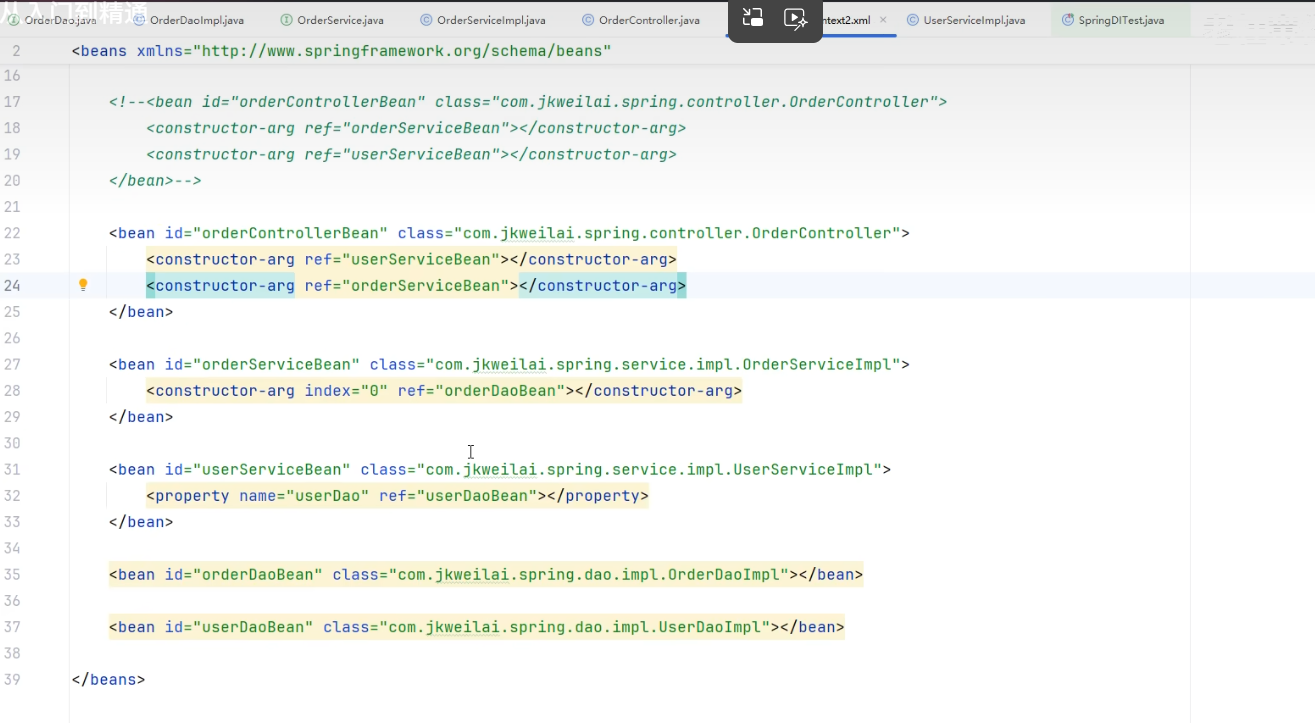 从入门到精通
OrderDao.java OrderDaoImpl.java OrderService.java OrderServiceImpl.java OrderController.java ntext2.xml UserServiceImpl.java SpringDITest.java
2 <beans xmlns="http://www.springframework.org/schema/beans"
16
17 <!--<bean id="orderControllerBean" class="com.jkweilai.spring.controller.OrderController">
18 <constructor-arg ref="orderServiceBean"></constructor-arg>
19 <constructor-arg ref="userServiceBean"></constructor-arg>
20 </bean>-->
21
22 <bean id="orderControllerBean" class="com.jkweilai.spring.controller.OrderController">
23 <constructor-arg ref="userServiceBean"></constructor-arg>
24 <constructor-arg ref="orderServiceBean"></constructor-arg>
25 </bean>
26
27 <bean id="orderServiceBean" class="com.jkweilai.spring.service.impl.OrderServiceImpl">
28 <constructor-arg index="0" ref="orderDaoBean"></constructor-arg>
29 </bean>
30
31 <bean id="userServiceBean" class="com.jkweilai.spring.service.impl.UserServiceImpl">
32 <property name="userDao" ref="userDaoBean"></property>
33 </bean>
34
35 <bean id="orderDaoBean" class="com.jkweilai.spring.dao.impl.OrderDaoImpl"></bean>
36
37 <bean id="userDaoBean" class="com.jkweilai.spring.dao.impl.UserDaoImpl"></bean>
38
39 </beans>